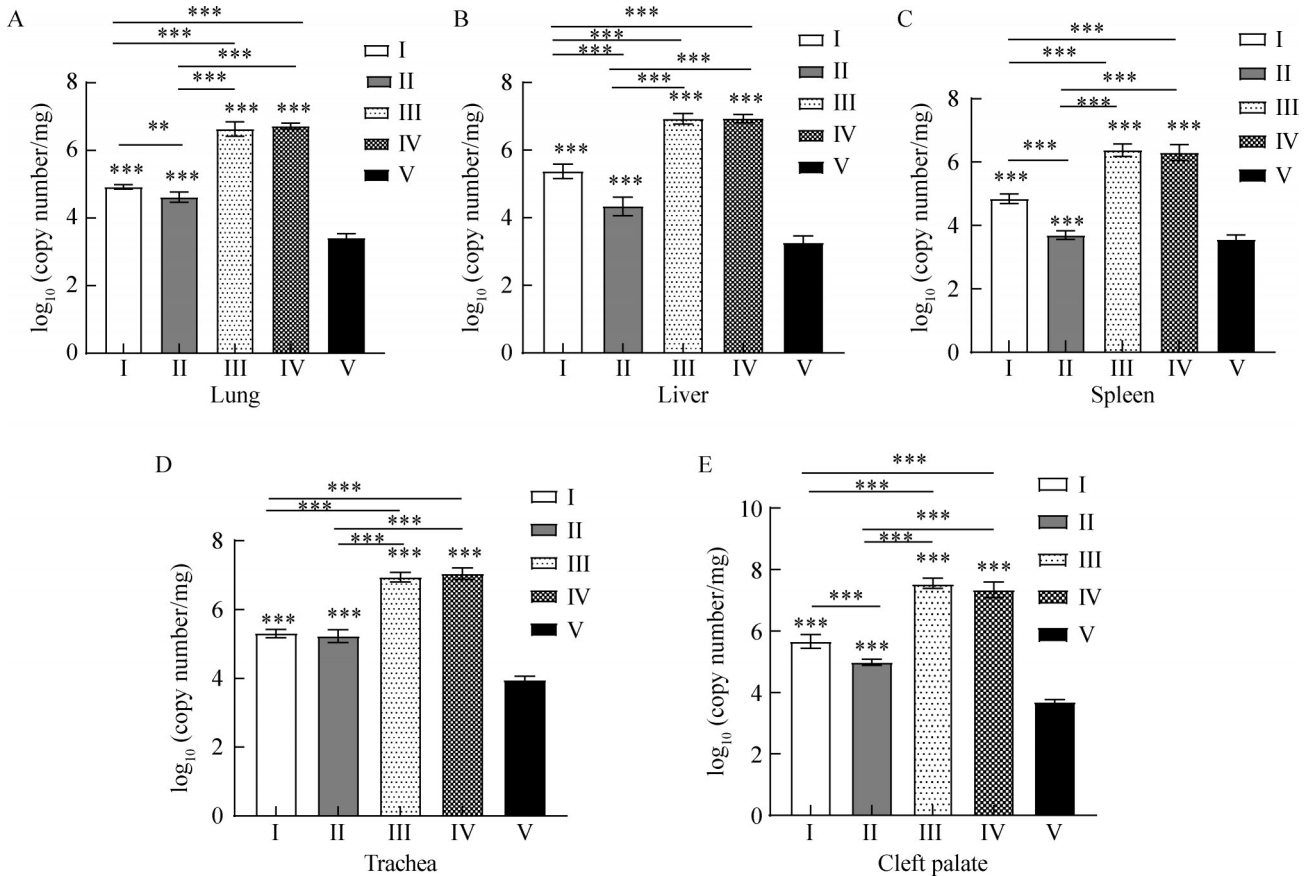 A
***
***
***
***
**
***
***
***
***
log10 (copy number/mg)
8
6
4
2
0
I II III IV V
Lung
I
II
III
IV
V
B
***
***
***
***
***
***
***
***
***
log10 (copy number/mg)
8
6
4
2
0
I II III IV V
Liver
I
II
III
IV
V
C
***
***
***
***
***
***
***
***
***
log10 (copy number/mg)
8
6
4
2
0
I II III IV V
Spleen
I
II
III
IV
V
D
***
***
***
***
***
***
***
***
log10 (copy number/mg)
8
6
4
2
0
I II III IV V
Trachea
I
II
III
IV
V
E
***
***
***
***
***
***
***
***
***
log10 (copy number/mg)
10
8
6
4
2
0
I II III IV V
Cleft palate
I
II
III
IV
V